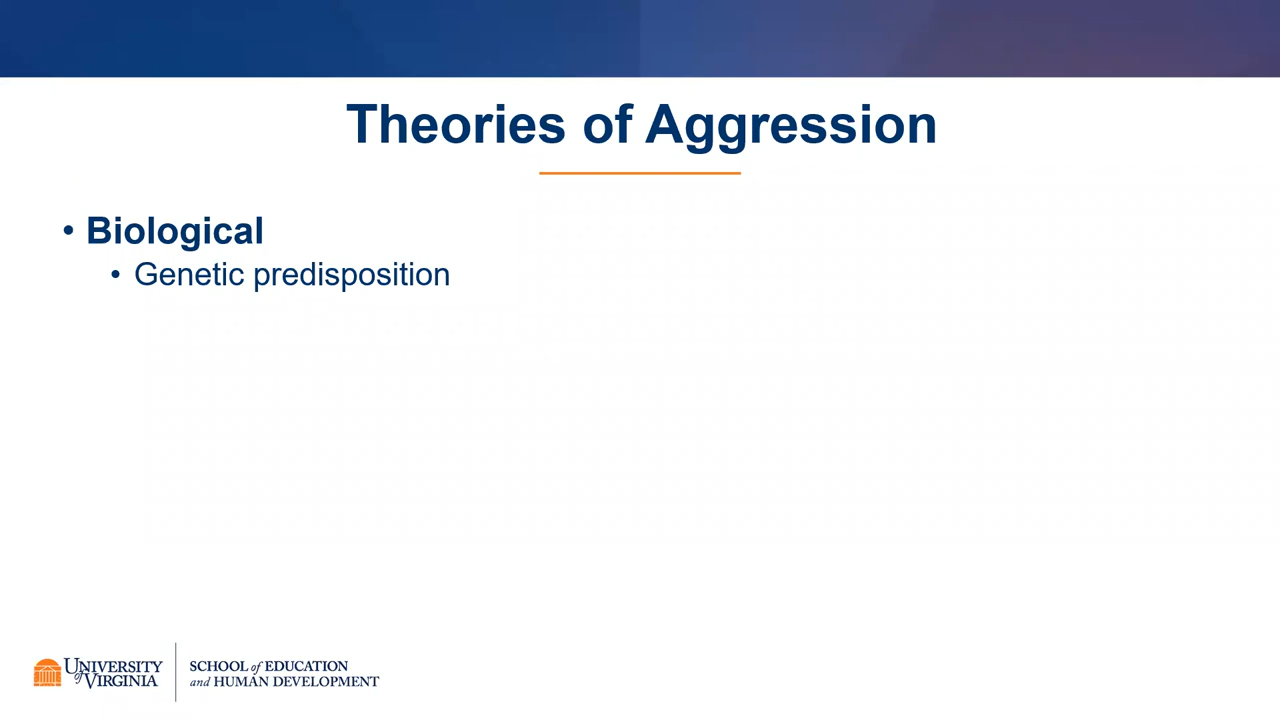 Theories of Aggression
• Biological
• Genetic predisposition
UNIVERSITY of VIRGINIA
SCHOOL of EDUCATION
and HUMAN DEVELOPMENT